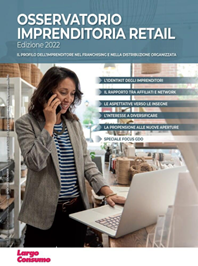 OSSERVATORIO
IMPRENDITORIA RETAIL
Edizione 2022
IL PROFILO DELL'IMPRENDITORE NEL FRANCHISING E NELLA DISTRIBUZIONE ORGANIZZATA
L'IDENTIKIT DEGLI IMPRENDITORI
IL RAPPORTO TRA AFFILIATI E NETWORK
LE ASPETTATIVE VERSO LE INSEGNE
L'INTERESSE A DIVERSIFICARE
LA PROPENSIONE ALLE NUOVE APERTURE
SPECIALE FOCUS GDO
Largo
Consumo